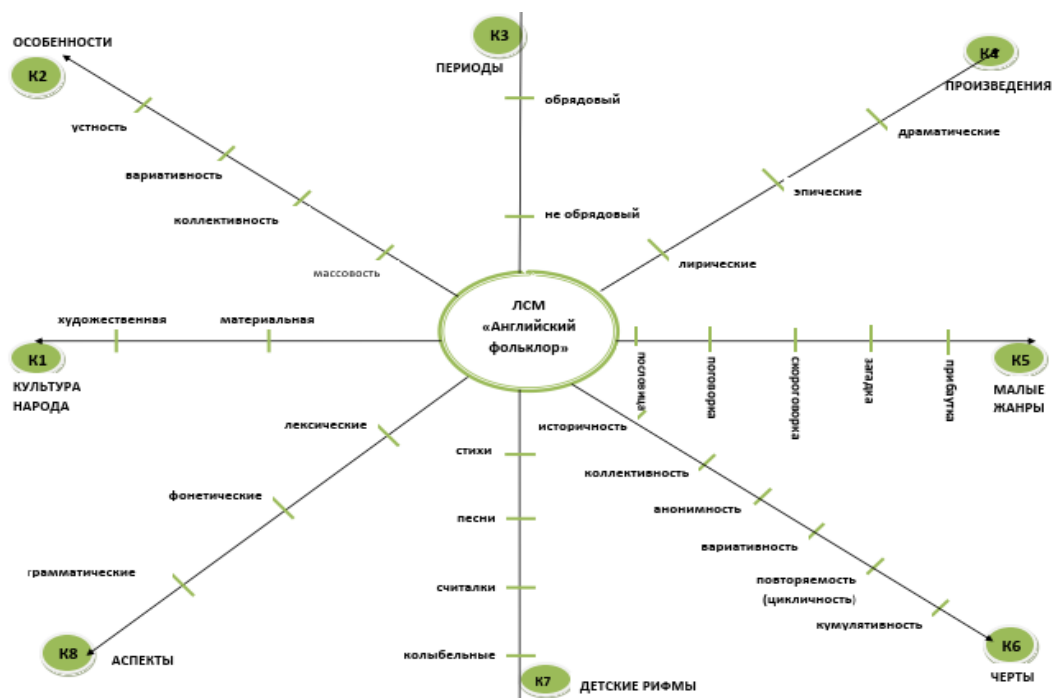 К3
ОСОБЕННОСТИ
К2
ПЕРИОДЫ
К4
ПРОИЗВЕДЕНИЯ
обрядовый
устность
драматические
вариативность
эпические
коллективность
не обрядовый
массовость
лирические
ЛСМ
«Английский
фольклор»
художественная
материальная
К1
КУЛЬТУРА
НАРОДА
К5
МАЛЫЕ
ЖАНРЫ
пословица
поговорка
скороговорка
загадка
прибаутка
историчность
лексические
стихи
коллективность
фонетические
анонимность
песни
вариативность
грамматические
повторяемость
(цикличность)
считалки
кумулятивность
колыбельные
К8
АСПЕКТЫ
К7
ДЕТСКИЕ РИФМЫ
К6
ЧЕРТЫ